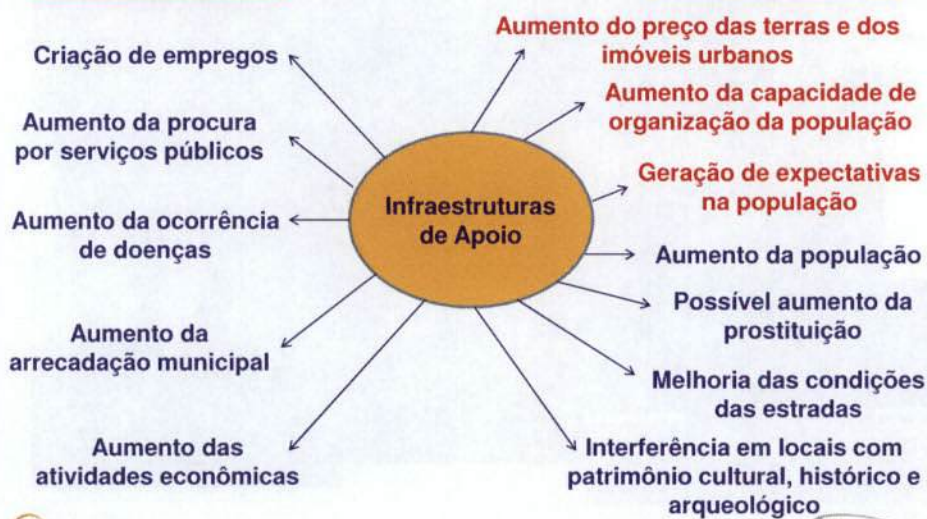 Criação de empregos
Aumento da procura
por serviços públicos
Aumento da ocorrência
de doenças
Aumento da
arrecadação municipal
Aumento das
atividades econômicas
Infraestruturas
de Apoio
Aumento do preço das terras e dos
imóveis urbanos
Aumento da capacidade de
organização da população
Geração de expectativas
na população
Aumento da população
Possível aumento da
prostituição
Melhoria das condições
das estradas
Interferência em locais com
patrimônio cultural, histórico e
arqueológico